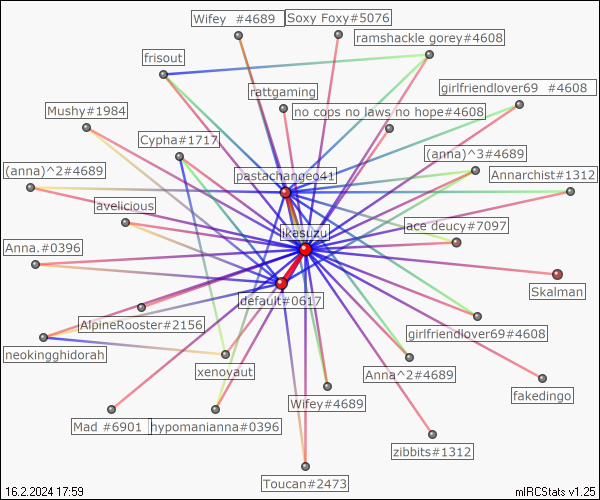 Wifey #4689
Soxy Foxy#5076
ramshackle gorey#4608
frisout
rattgaming
girlfriendlover69 #4608
Mushy#1984
no cops no laws no hope#4608
Cypha#1717
(anna)^3#4689
(anna)^2#4689
pastachangeo41
Annarchist#1312
avelicious
ace deucy#7097
likasuzu
Anna.#0396
Skalman
default#0617
AlpineRooster#2156
girlfriendlover69#4608
neokingghidorah
xenoyaut
Anna^2#4689
fakedingo
Wifey#4689
Mad #6901
hypomanianna#0396
zibbits#1312
Toucan#2473
16.2.2024 17:59
mIRCStats v1.25